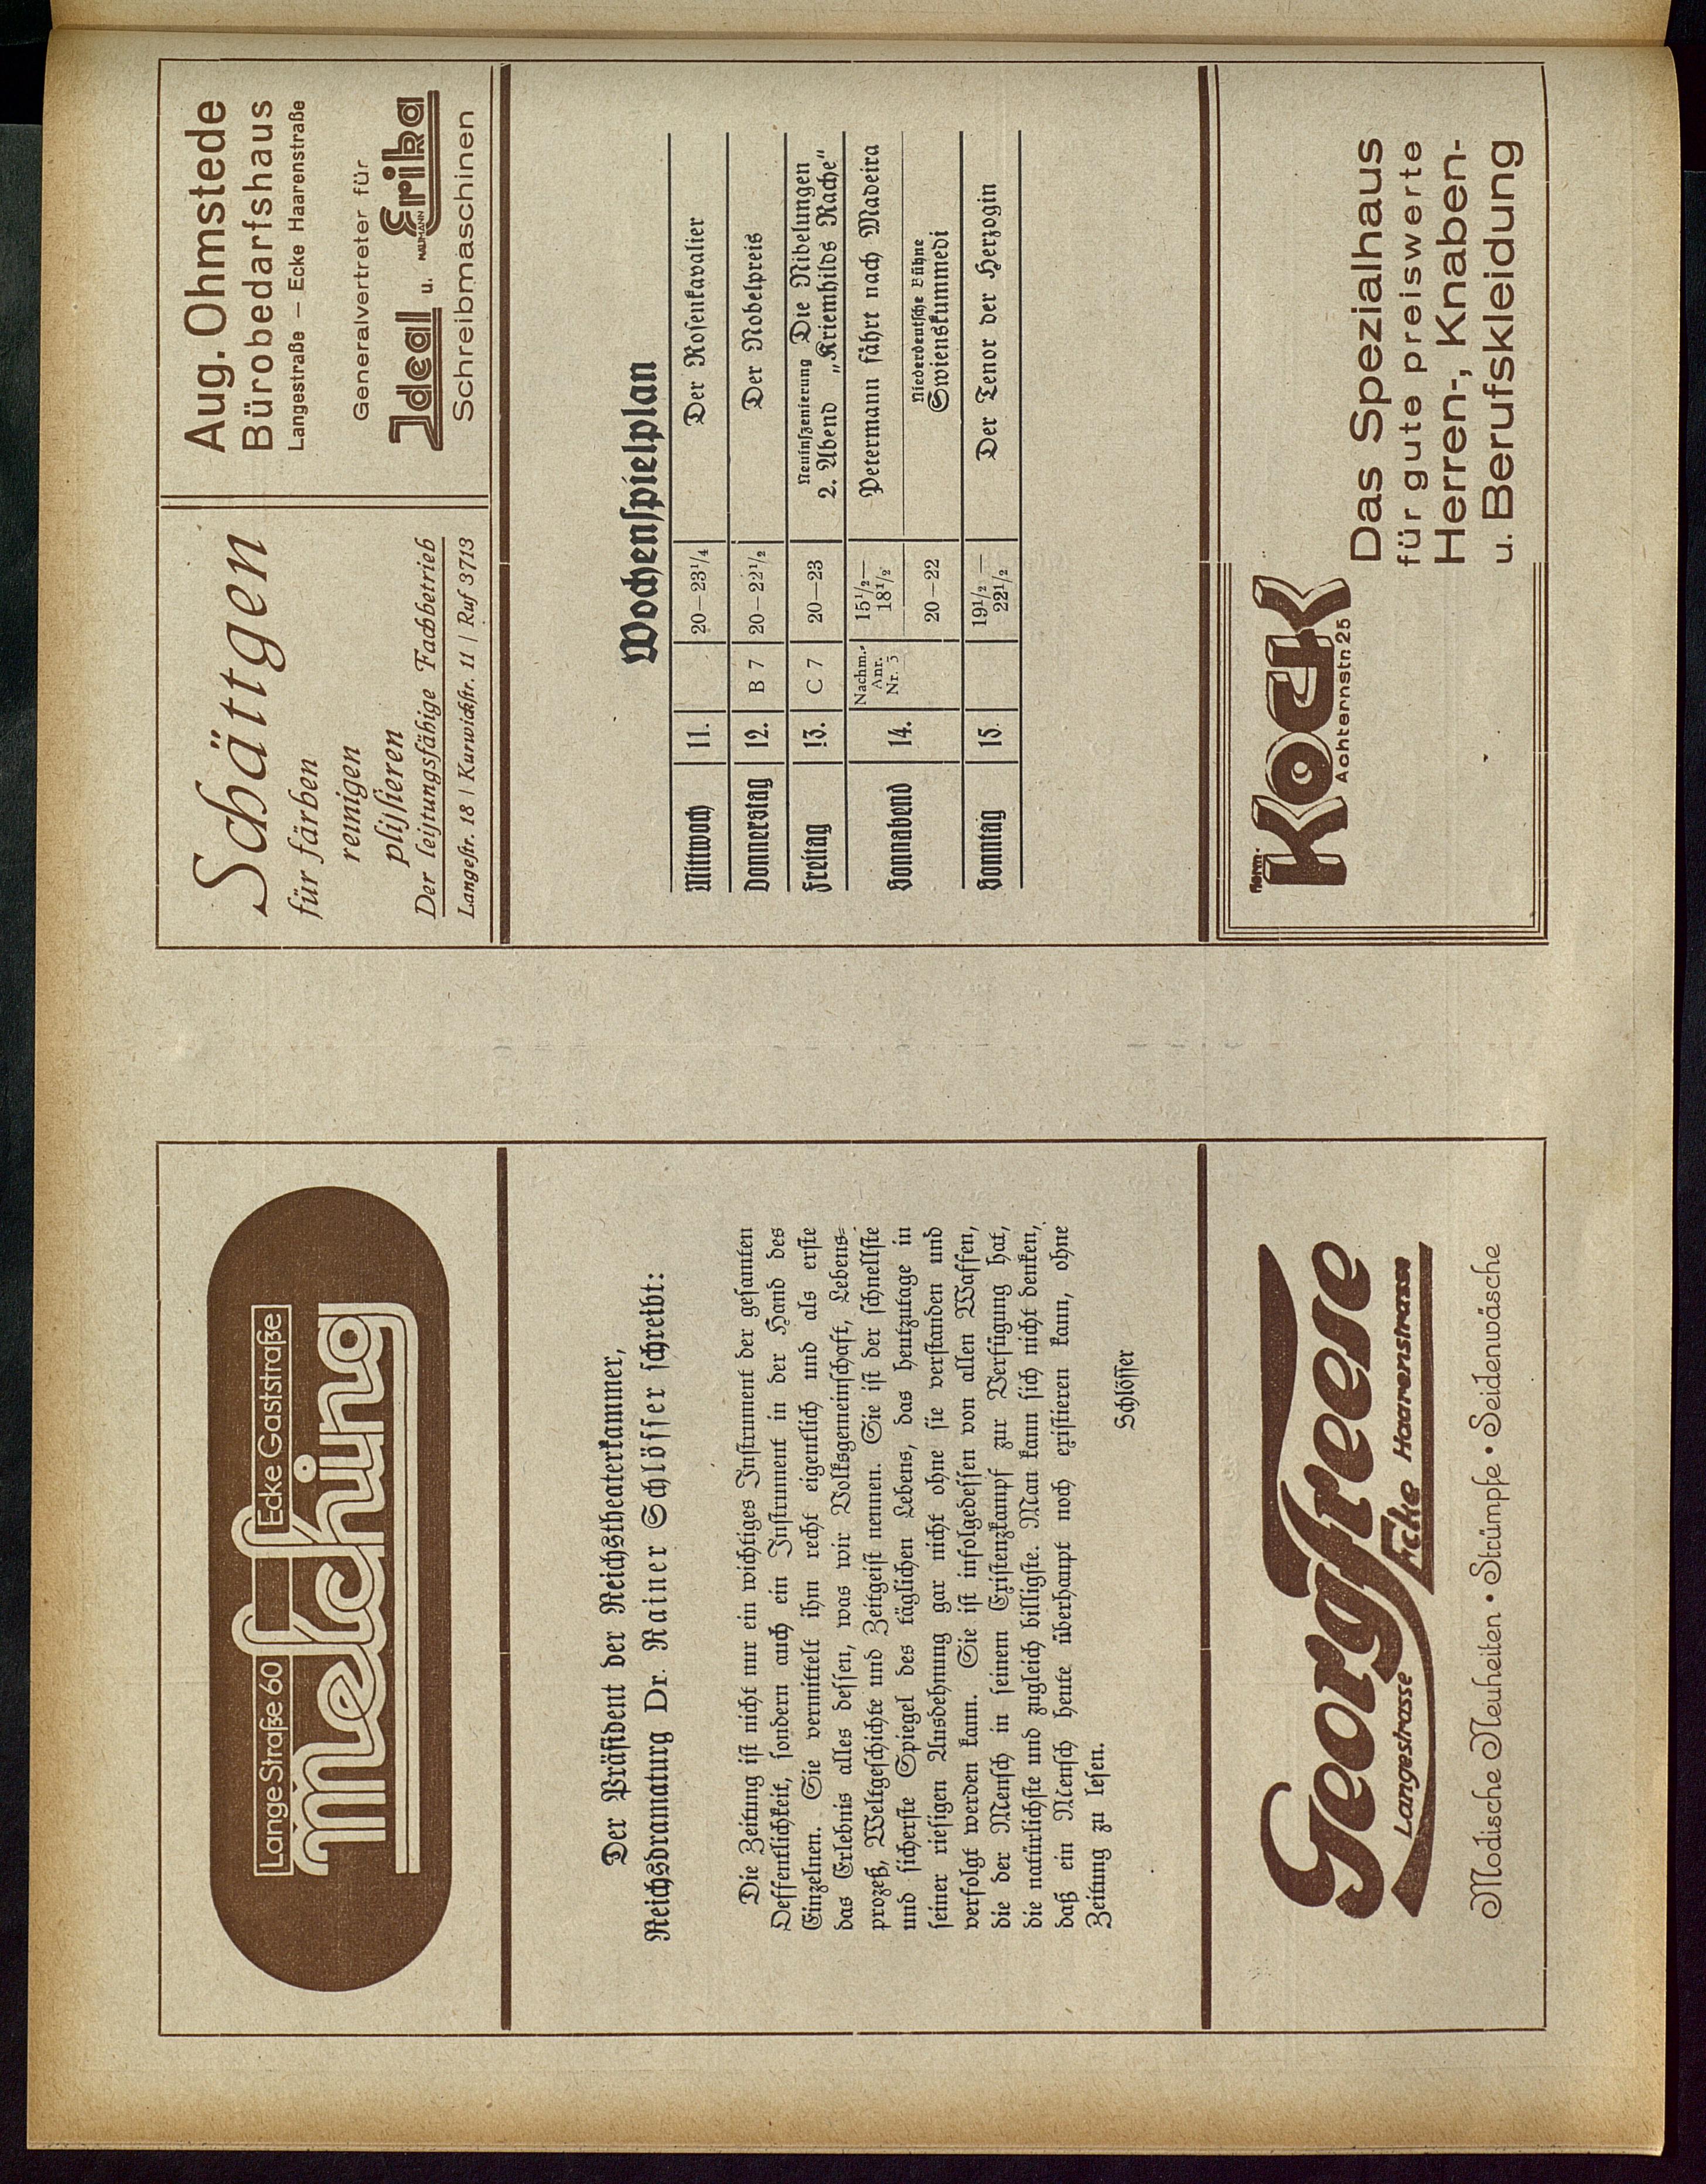 Lange Straße 60 Ecke Gaststraße
Melchting
Der Präsident der Reichstheaterkammer,
Reichsdramaturg Dr. Rainer Schlösser schreibt:
Die Zeitung ist nicht nur ein wichtiges Instrument der gesamten
Oeffentlichkeit, sondern auch ein Instrument in der Hand des
Einzelnen. Sie vermittelt ihm recht eigentlich und als erste
das Erlebnis alles dessen, was wir Volksgemeinschaft, Lebens-
prozeß, Weltgeschichte und Zeitgeist nennen. Sie ist der schnellste
und sicherste Spiegel des täglichen Lebens, das heutzutage in
seiner riesigen Ausdehnung gar nicht ohne sie verstanden und
verfolgt werden kann. Sie ist infolgedessen von allen Waffen,
die der Mensch in seinem Existenzkampf zur Verfügung hat,
die natürlichste und zugleich billigste. Man kann sich nicht denken,
daß ein Mensch heute überhaupt noch existieren kann, ohne
Zeitung zu lesen.
Schlösser
Georg Freese
Langestrasse Ecke Haarenstrasse
Modische Neuheiten • Strümpfe • Seidenwäsche
Schättgen
für färben
reinigen
plissieren
Der leistungsfähige Fachbetrieb
Langestr. 18 | Kurwickstr. 11 | Ruf 3713
Aug. Ohmstede
Bürobedarfshaus
Langestraße — Ecke Haarenstraße
Generalvertreter für
Ideal u. NAUMANN Erika
Schreibmaschinen
Wochenspielplan
Mittwoch 11. 20—23¼ Der Rosenkavalier
Donnerstag 12. B 7 20—22½ Der Nobelpreis
Freitag 13. C 7 20—23 Neuinszenierung Die Nibelungen
2. Abend „Kriemhilds Rache“
Sonnabend 14. Nachm.-Anr. Nr. 3 15½—18½ Petermann fährt nach Madeira
20—22 Niederdeutsche Bühne
Swienskummedi
Sonntag 15. 19½—22½ Der Tenor der Herzogin
Herm.
Kock
Achternstr. 25
Das Spezialhaus
für gute preiswerte
Herren-, Knaben-
u. Berufskleidung